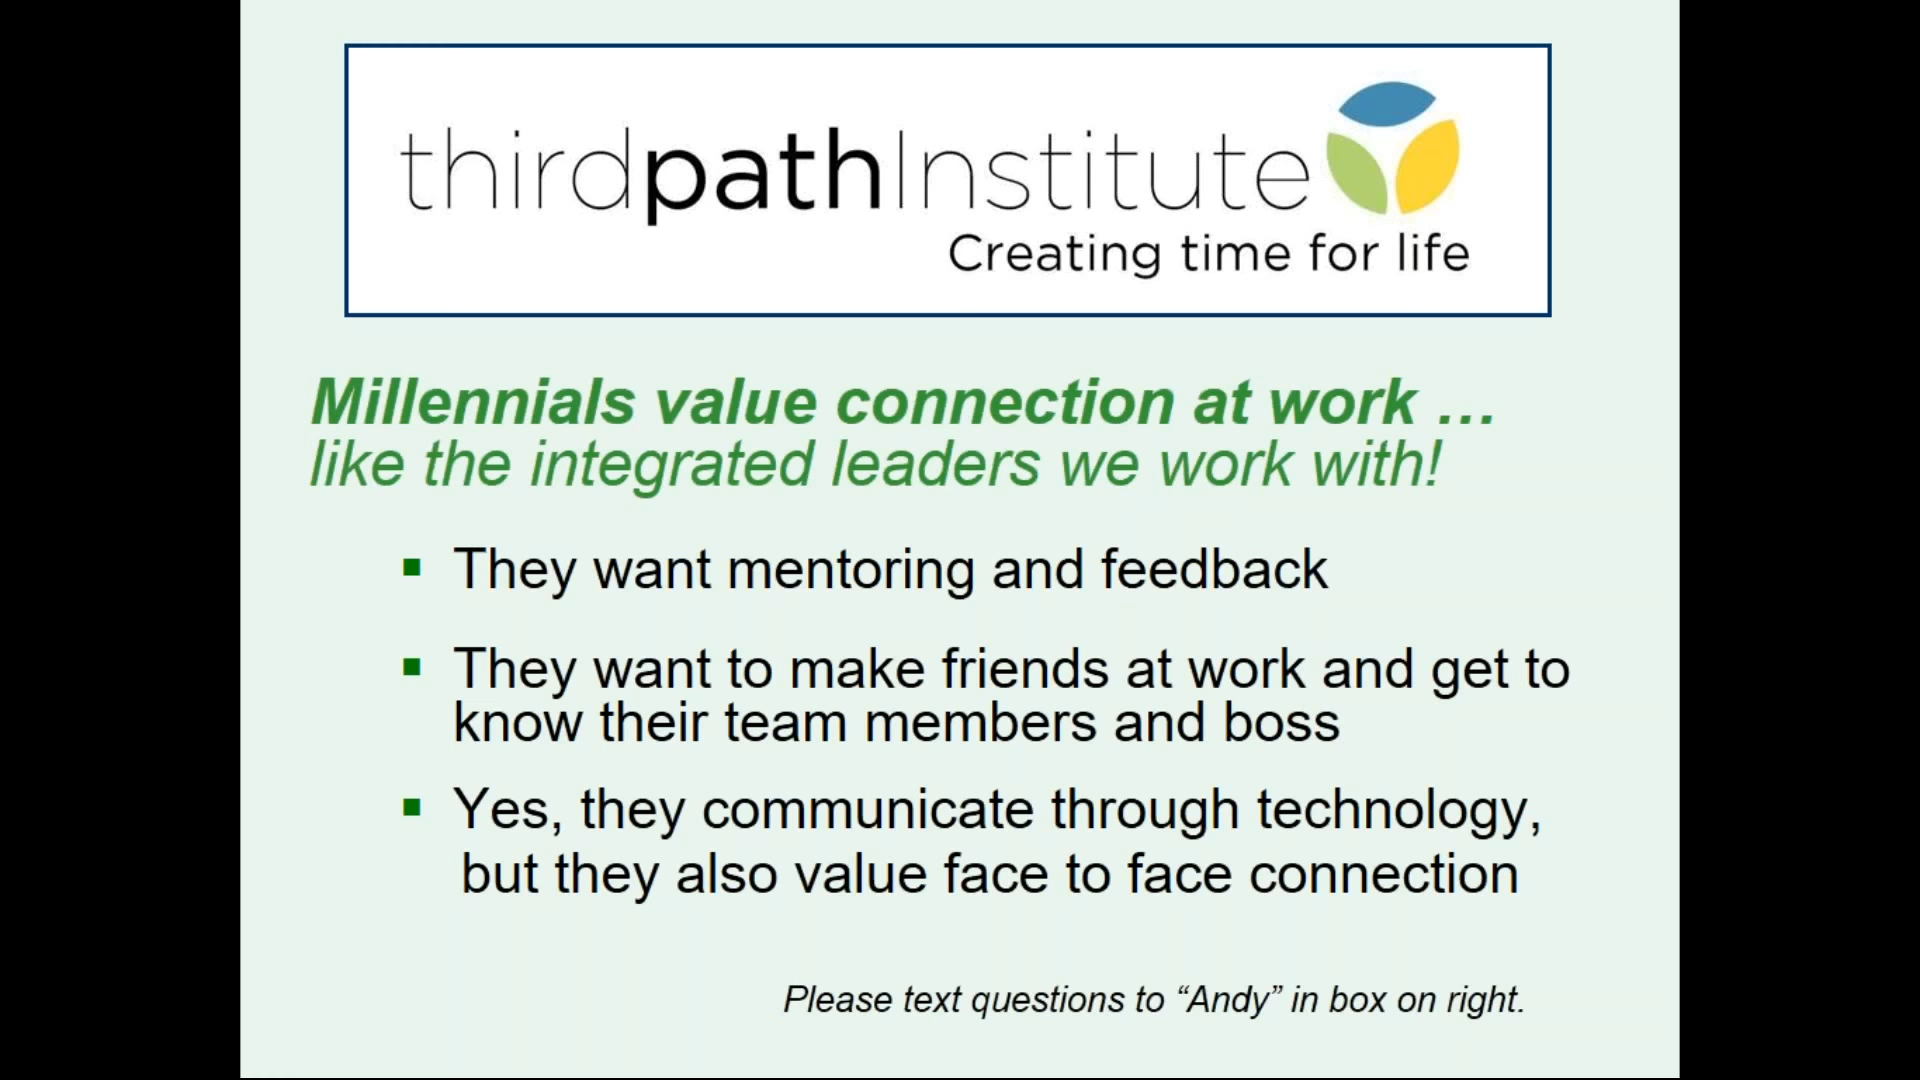 thirdpathInstitute
Creating time for life
Millennials value connection at work …
like the integrated leaders we work with!
▪ They want mentoring and feedback
▪ They want to make friends at work and get to
know their team members and boss
▪ Yes, they communicate through technology,
but they also value face to face connection
Please text questions to “Andy” in box on right.